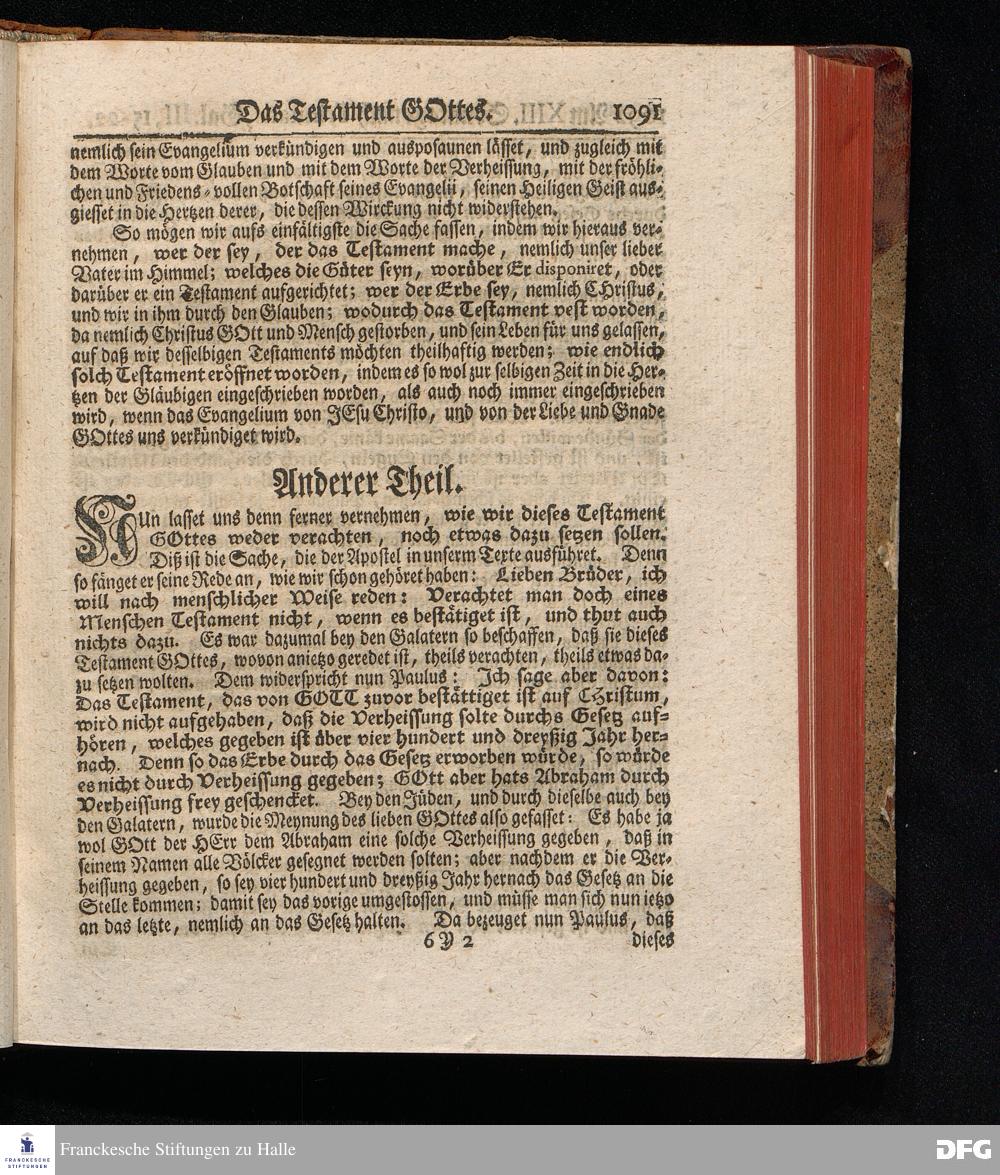 Das Testament GOttes. 1091
nemlich sein Evangelium verkündigen und ausposaunen lässet, und zugleich mit
dem Worte vom Glauben und mit dem Worte der Verheissung, mit der fröhli-
chen und Friedens-vollen Botschaft seines Evangelii, seinen Heiligen Geist aus-
giesset in die Hertzen derer, die dessen Wirckung nicht widerstehen.
So mögen wir aufs einfältigste die Sache fassen, indem wir hieraus ver-
nehmen, wer der sey, der das Testament mache, nemlich unser lieber
Vater im Himmel; welches die Güter seyn, worüber Er disponiret, oder
darüber er ein Testament aufgerichtet; wer der Erbe sey, nemlich CHristus,
und wir in ihm durch den Glauben; wodurch das Testament vest worden,
da nemlich Christus GOtt und Mensch gestorben, und sein Leben für uns gelassen,
auf daß wir desselbigen Testaments möchten theilhaftig werden; wie endlich
solch Testament eröffnet worden, indem es so wol zur selbigen Zeit in die Her-
tzen der Gläubigen eingeschrieben worden, als auch noch immer eingeschrieben
wird, wenn das Evangelium von JEsu Christo, und von der Liebe und Gnade
GOttes uns verkündiget wird.
Anderer Theil.
NUn lasset uns denn ferner vernehmen, wie wir dieses Testament
GOttes weder verachten, noch etwas dazu setzen sollen.
Diß ist die Sache, die der Apostel in unserm Texte ausführet. Denn
so fänget er seine Rede an, wie wir schon gehöret haben: Lieben Brüder, ich
will nach menschlicher Weise reden: Verachtet man doch eines
Menschen Testament nicht, wenn es bestätiget ist, und thut auch
nichts dazu. Es war dazumal bey den Galatern so beschaffen, daß sie dieses
Testament GOttes, wovon anietzo geredet ist, theils verachten, theils etwas da-
zu setzen wolten. Dem widerspricht nun Paulus: Ich sage aber davon:
Das Testament, das von GOTT zuvor bestättiget ist auf CHristum,
wird nicht aufgehaben, daß die Verheissung solte durchs Gesetz auf-
hören, welches gegeben ist über vier hundert und dreyßig Jahr her-
nach. Denn so das Erbe durch das Gesetz erworben würde, so würde
es nicht durch Verheissung gegeben; GOtt aber hats Abraham durch
Verheissung frey geschencket. Bey den Jüden, und durch dieselbe auch bey
den Galatern, wurde die Meynung des lieben GOttes also gefasset: Es habe ja
wol GOtt der HErr dem Abraham eine solche Verheissung gegeben, daß in
seinem Namen alle Völcker gesegnet werden solten; aber nachdem er die Ver-
heissung gegeben, so sey vier hundert und dreyßig Jahr hernach das Gesetz an die
Stelle kommen; damit sey das vorige umgestossen, und müsse man sich nun ietzo
an das letzte, nemlich an das Gesetz halten. Da bezeuget nun Paulus, daß
6 Y 2 dieses
FRANCKESCHE STIFTUNGEN
Franckesche Stiftungen zu Halle
DFG